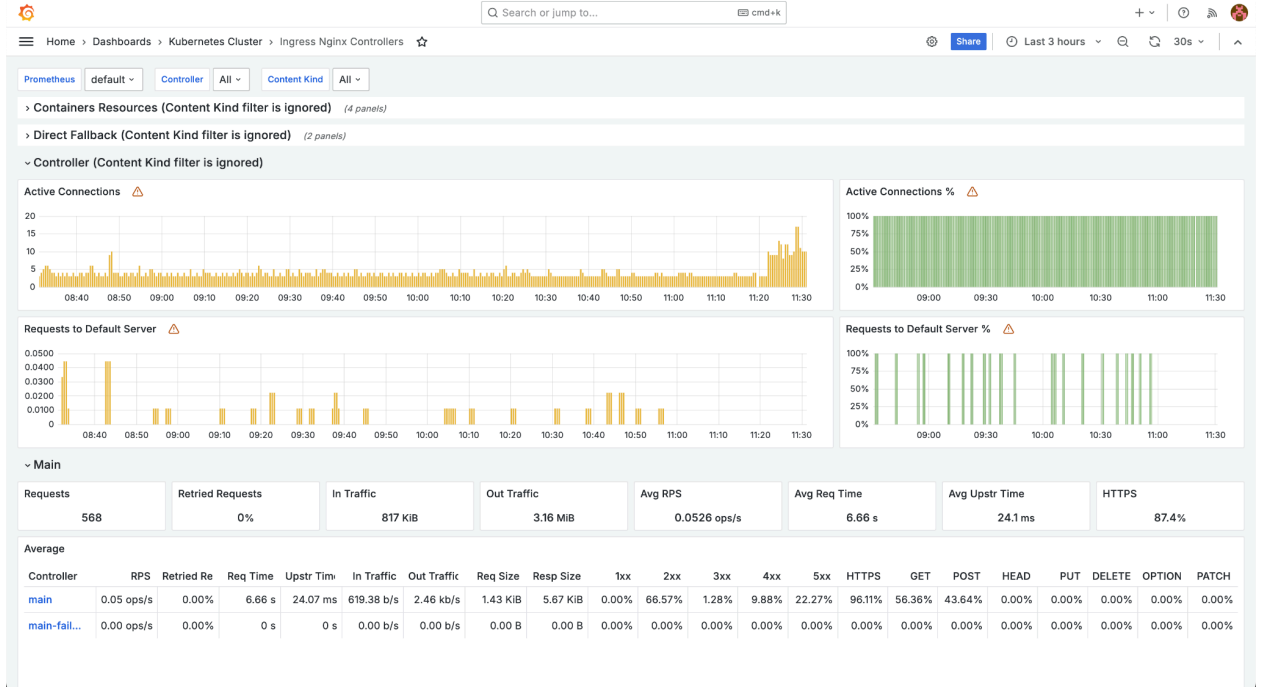 Search or jump to... cmd+k
Home › Dashboards › Kubernetes Cluster › Ingress Nginx Controllers Share Last 3 hours 30s
Prometheus default Controller All Content Kind All
Containers Resources (Content Kind filter is ignored) (4 panels)
Direct Fallback (Content Kind filter is ignored) (2 panels)
Controller (Content Kind filter is ignored)
Active Connections
20
15
10
5
0
08:40 08:50 09:00 09:10 09:20 09:30 09:40 09:50 10:00 10:10 10:20 10:30 10:40 10:50 11:00 11:10 11:20 11:30
Active Connections %
100%
75%
50%
25%
0%
09:00 09:30 10:00 10:30 11:00 11:30
Requests to Default Server
0.0500
0.0400
0.0300
0.0200
0.0100
0
08:40 08:50 09:00 09:10 09:20 09:30 09:40 09:50 10:00 10:10 10:20 10:30 10:40 10:50 11:00 11:10 11:20 11:30
Requests to Default Server %
100%
75%
50%
25%
0%
09:00 09:30 10:00 10:30 11:00 11:30
Main
Requests Retried Requests In Traffic Out Traffic Avg RPS Avg Req Time Avg Upstr Time HTTPS
568 0% 817 KiB 3.16 MiB 0.0526 ops/s 6.66 s 24.1 ms 87.4%
Average
Controller RPS Retried Re Req Time Upstr Tim In Traffic Out Traffic Req Size Resp Size 1xx 2xx 3xx 4xx 5xx HTTPS GET POST HEAD PUT DELETE OPTION PATCH
main 0.05 ops/s 0.00% 6.66 s 24.07 ms 619.38 b/s 2.46 kb/s 1.43 KiB 5.67 KiB 0.00% 66.57% 1.28% 9.88% 22.27% 96.11% 56.36% 43.64% 0.00% 0.00% 0.00% 0.00% 0.00%
main-fail... 0.00 ops/s 0.00% 0 s 0 s 0.00 b/s 0.00 b/s 0.00 B 0.00 B 0.00% 0.00% 0.00% 0.00% 0.00% 0.00% 0.00% 0.00% 0.00% 0.00% 0.00% 0.00% 0.00%